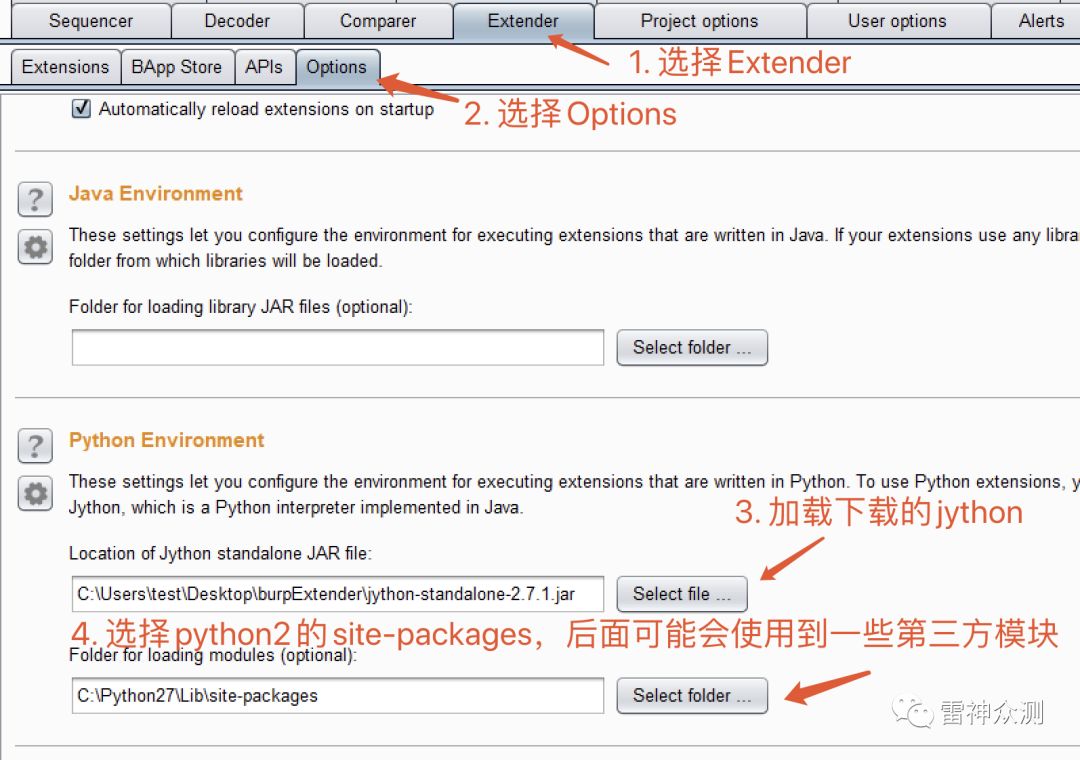 Sequencer Decoder Comparer Extender Project options User options Alerts
Extensions BApp Store APIs Options
1. 选择Extender
Automatically reload extensions on startup
2. 选择Options
? Java Environment
These settings let you configure the environment for executing extensions that are written in Java. If your extensions use any libra
folder from which libraries will be loaded.
Folder for loading library JAR files (optional):
Select folder ...
? Python Environment
These settings let you configure the environment for executing extensions that are written in Python. To use Python extensions, y
Jython, which is a Python interpreter implemented in Java.
3. 加载下载的jython
Location of Jython standalone JAR file:
C:\Users\test\Desktop\burpExtender\jython-standalone-2.7.1.jar Select file ...
4. 选择python2的site-packages，后面可能会使用到一些第三方模块
Folder for loading modules (optional):
C:\Python27\Lib\site-packages Select folder ...
雷神众测